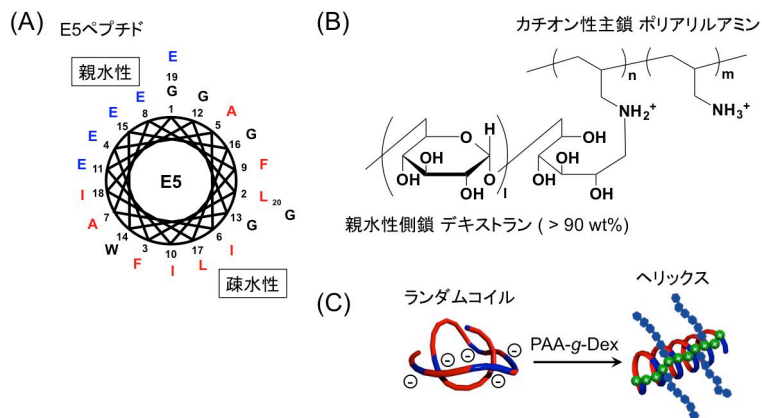 (A) E5ペプチド
親水性
E
19
G
1
G
12
A
5
G
16
F
9
L
2
20
G
G
13
I
6
L
17
I
10
F
3
W
14
A
7
I
18
E
11
E
4
E
15
E
8
E5
疎水性
(B)
カチオン性主鎖 ポリアリルアミン
n
m
NH2+
NH3+
O
H
OH
HO
OH
O
l
OH
HO
OH
OH
親水性側鎖 デキストラン ( > 90 wt%)
(C)
ランダムコイル
ヘリックス
PAA-g-Dex